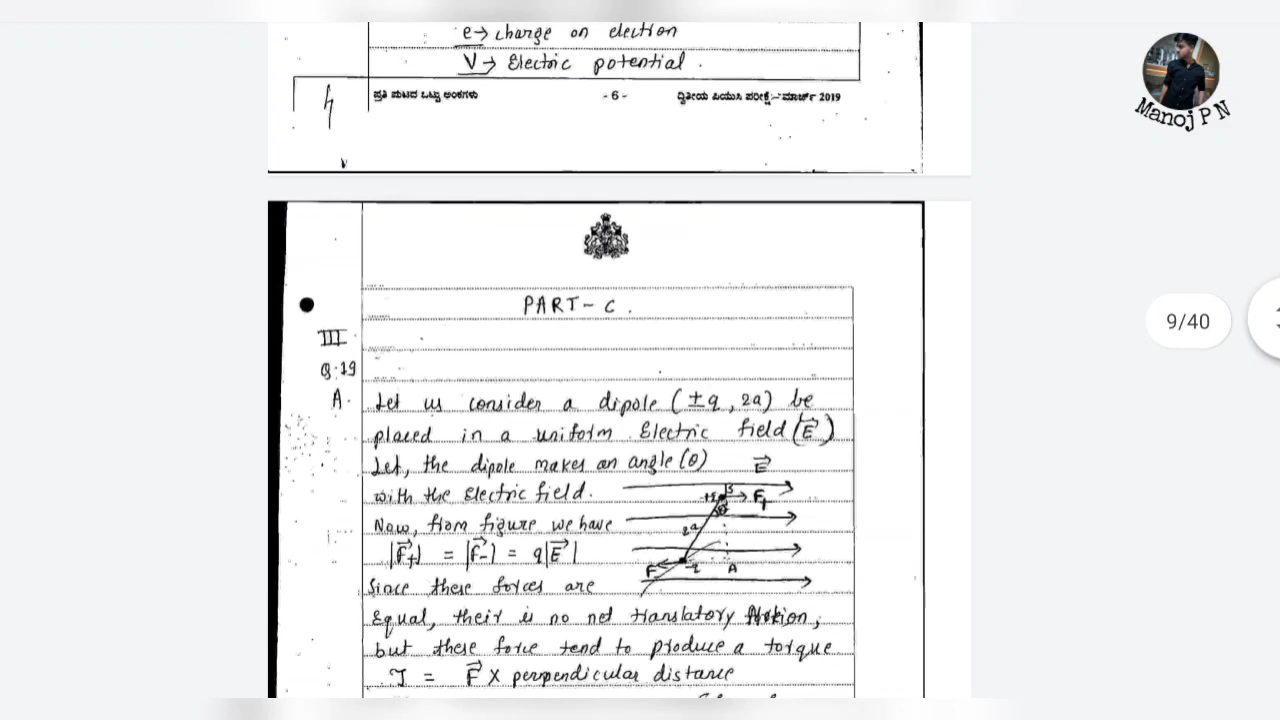 e→ charge on election
V→ Electric potential .
ಪ್ರತಿ ಪುಟದ ಒಟ್ಟು ಅಂಕಗಳು
- 6 -
ದ್ವಿತೀಯ ಪಿಯುಸಿ ಪರೀಕ್ಷೆ:–ಮಾರ್ಚ್ 2019
Manoj P N
PART - C .
III
Q.19
9/40
A. Let us consider a dipole (±q, 2a) be
placed in a uniform Electric field (E⃗)
Let, the dipole makes an angle (θ)
E⃗
with the Electric field.
F+
Now, from figure we have
2a
|F⃗+| = |F⃗-| = q|E⃗|
A
Since these forces are
Equal, their is no net translatory Motion,
but these force tend to produce a torque.
∴ τ = F⃗ × perpendicular distance